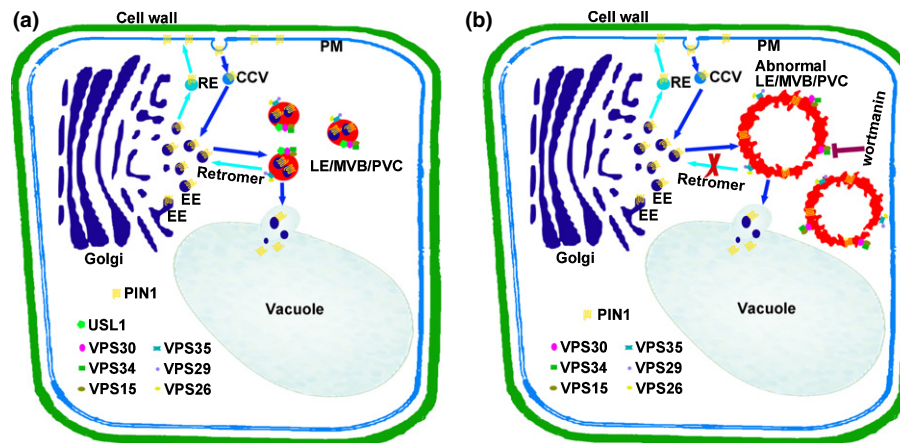 (a)
Cell wall
PM
RE
CCV
LE/MVB/PVC
Retromer
EE
EE
Golgi
Vacuole
PIN1
USL1
VPS30
VPS35
VPS34
VPS29
VPS15
VPS26
(b)
Cell wall
PM
RE
CCV
Abnormal
LE/MVB/PVC
wortmanin
X
Retromer
EE
EE
Golgi
Vacuole
PIN1
VPS30
VPS35
VPS34
VPS29
VPS15
VPS26